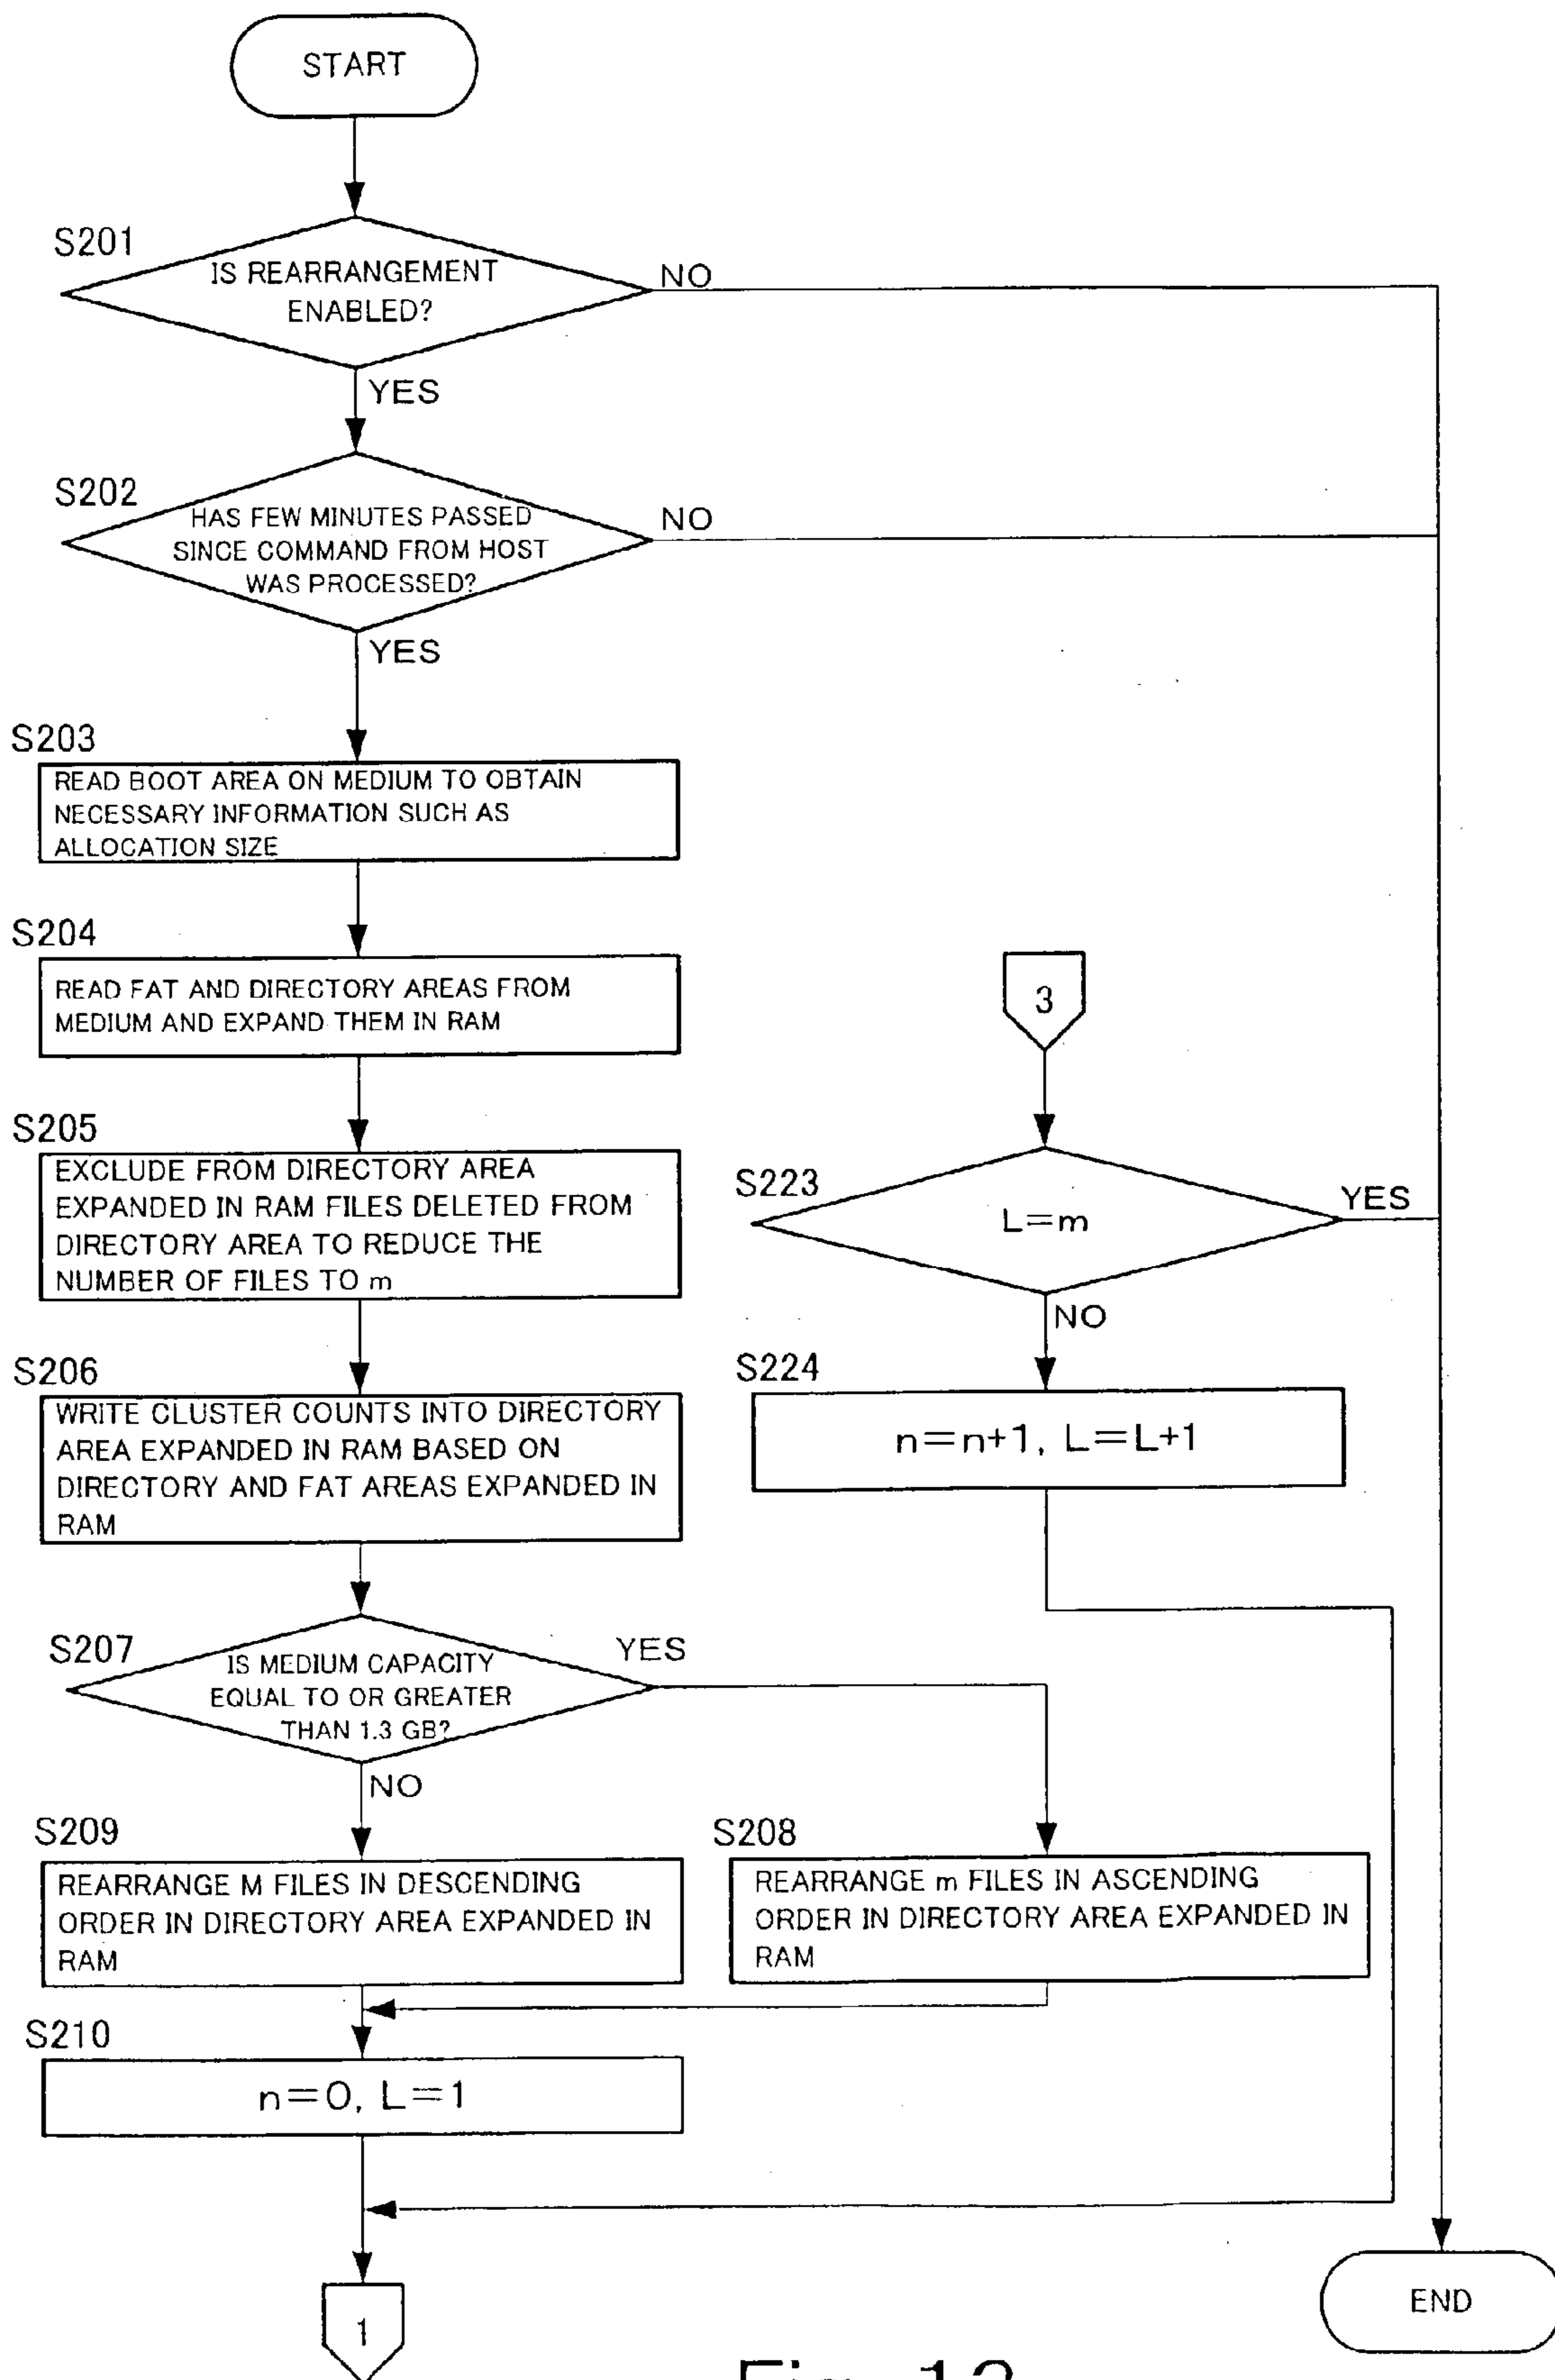 START
S201
IS REARRANGEMENT
ENABLED?
NO
YES
S202
HAS FEW MINUTES PASSED
SINCE COMMAND FROM HOST
WAS PROCESSED?
NO
YES
S203
READ BOOT AREA ON MEDIUM TO OBTAIN
NECESSARY INFORMATION SUCH AS
ALLOCATION SIZE
S204
READ FAT AND DIRECTORY AREAS FROM
MEDIUM AND EXPAND THEM IN RAM
S205
EXCLUDE FROM DIRECTORY AREA
EXPANDED IN RAM FILES DELETED FROM
DIRECTORY AREA TO REDUCE THE
NUMBER OF FILES TO m
S206
WRITE CLUSTER COUNTS INTO DIRECTORY
AREA EXPANDED IN RAM BASED ON
DIRECTORY AND FAT AREAS EXPANDED IN
RAM
S207
IS MEDIUM CAPACITY
EQUAL TO OR GREATER
THAN 1.3 GB?
YES
NO
S209
REARRANGE M FILES IN DESCENDING
ORDER IN DIRECTORY AREA EXPANDED IN
RAM
S208
REARRANGE m FILES IN ASCENDING
ORDER IN DIRECTORY AREA EXPANDED IN
RAM
S210
n=0, L=1
1
3
S223
L=m
YES
NO
S224
n=n+1, L=L+1
END